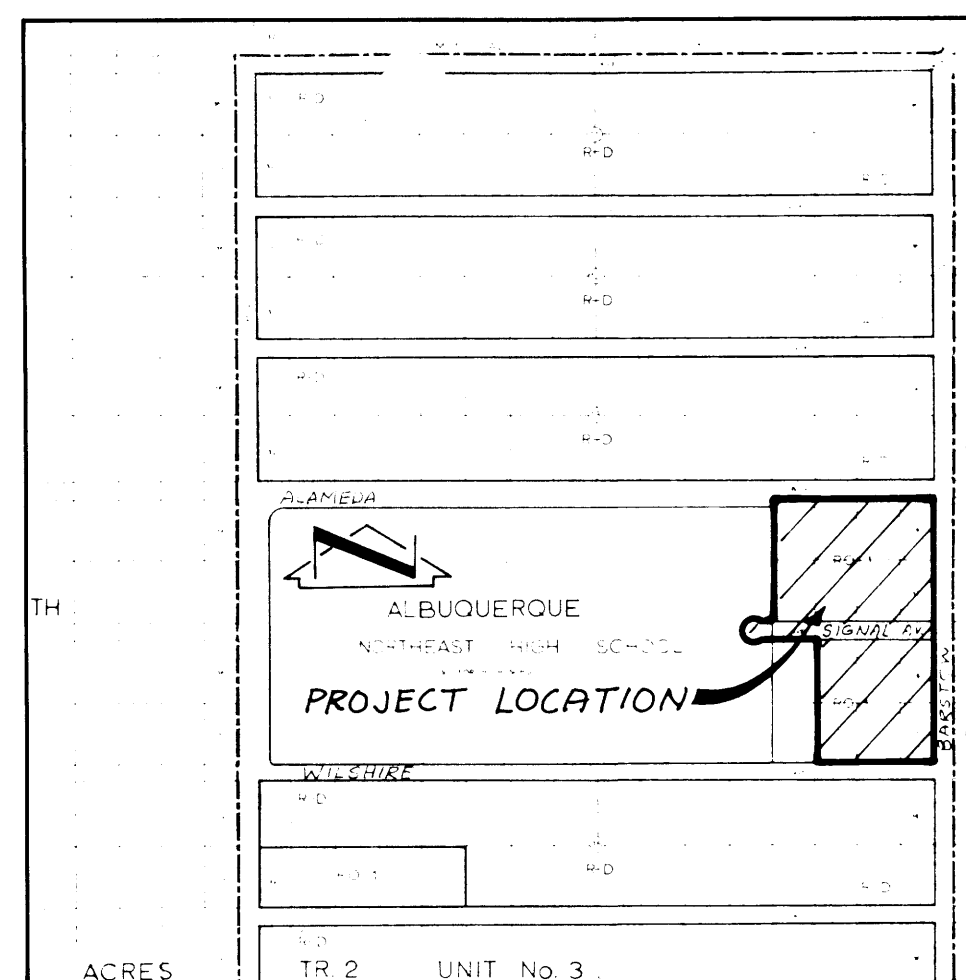 R-D
R-D
R-D
R-D
R-D
R-D
ALAMEDA
TH
ALBUQUERQUE
SIGNAL AV.
NORTHEAST HIGH SCHOOL
PROJECT LOCATION
BARSTOW
WILSHIRE
R-D
R-D
R-D
R-D
TR. 2 UNIT No. 3
ACRES